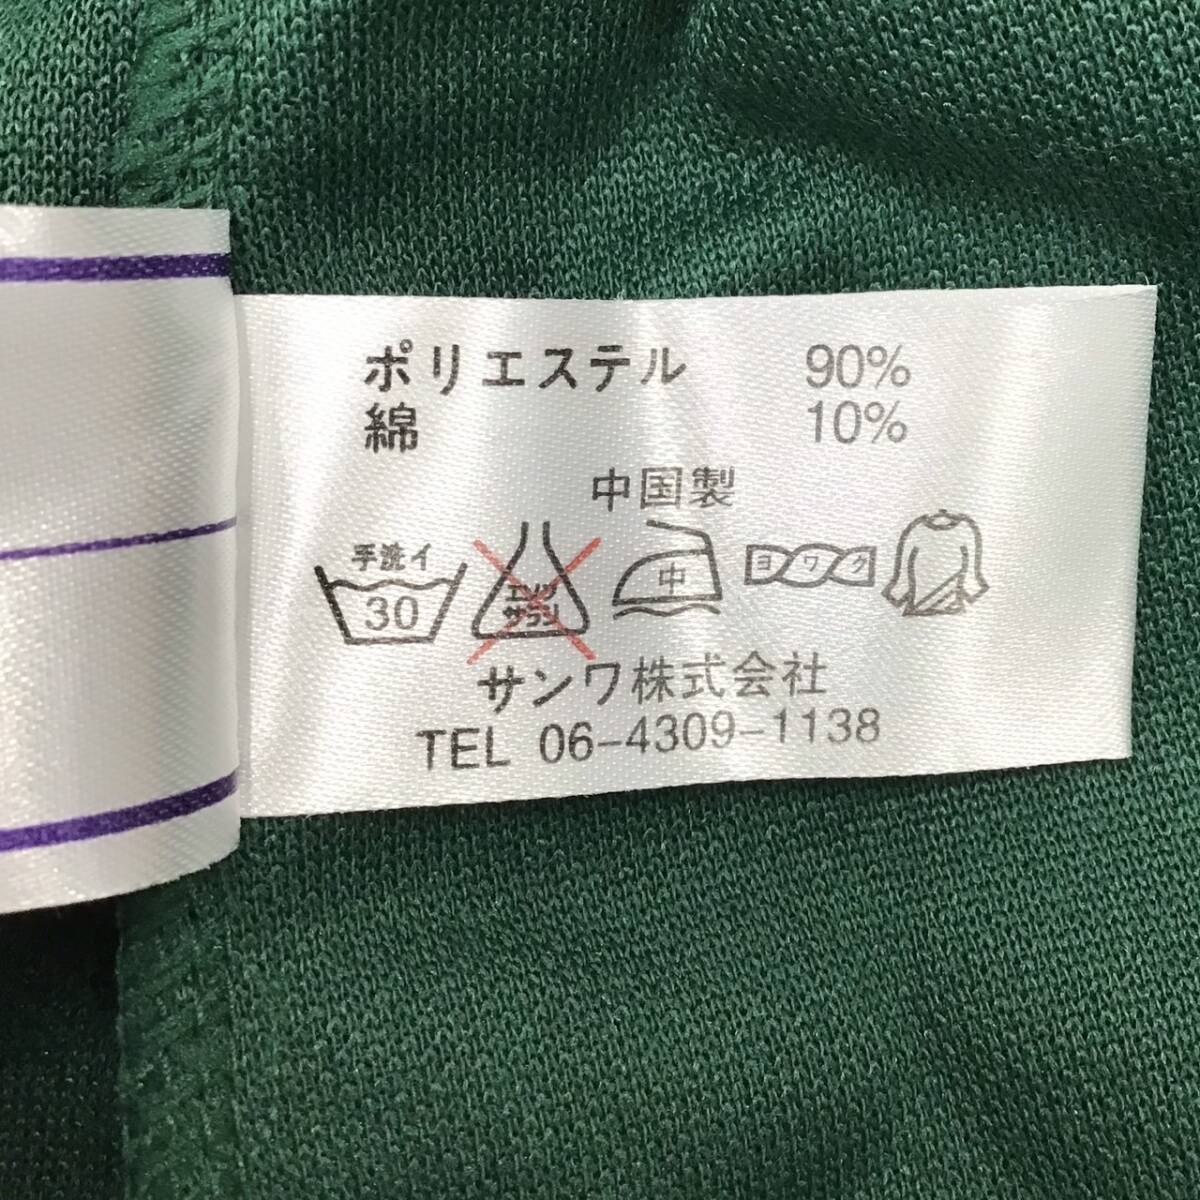 ポリエステル 90%
綿 10%
中国製
手洗イ
30
エンソ
サラシ
中
ヨワク
サンワ株式会社
TEL 06-4309-1138